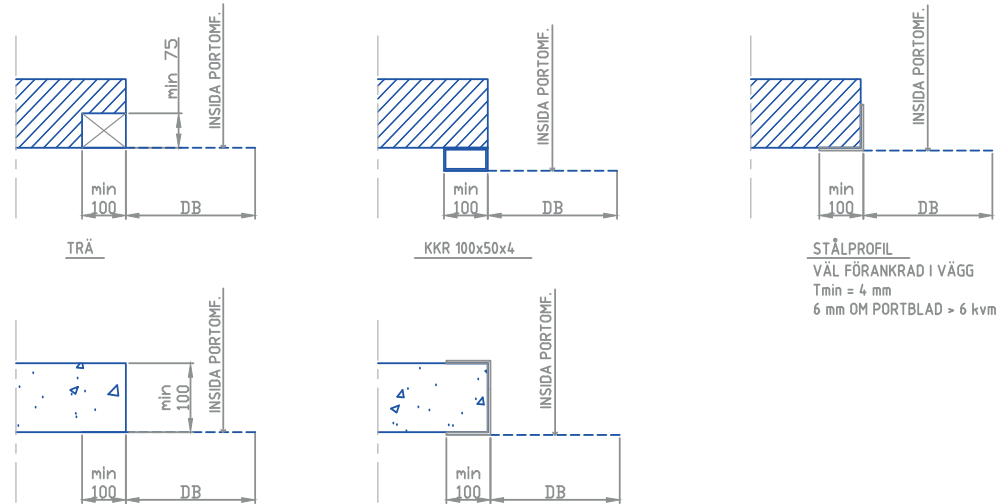 min 75
INSIDA PORTOMF.
min
100
DB
TRÄ
INSIDA PORTOMF.
min
100
DB
KKR 100x50x4
INSIDA PORTOMF.
min
100
DB
STÅLPROFIL
VÄL FÖRANKRAD I VÄGG
Tmin = 4 mm
6 mm OM PORTBLAD > 6 kvm
min
100
INSIDA PORTOMF.
min
100
DB
INSIDA PORTOMF.
min
100
DB